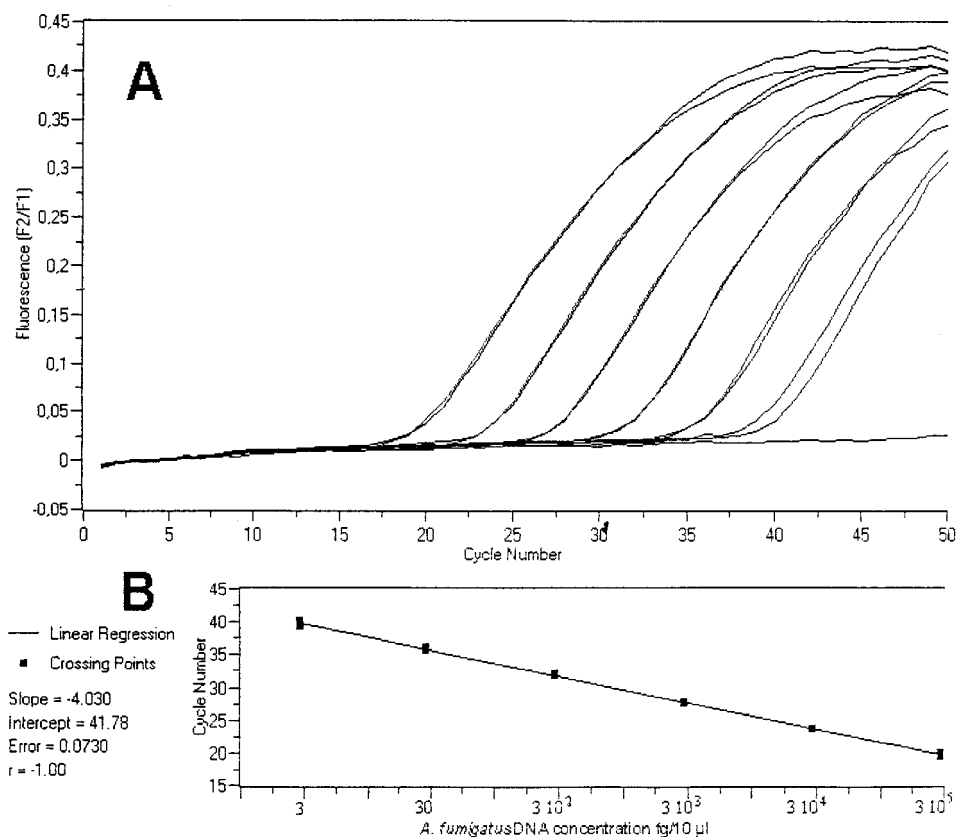 A
Fluorescence (F2/F1)
0,45
0,4
0,35
0,3
0,25
0,2
0,15
0,1
0,05
0
-0,05
0 5 10 15 20 25 30 35 40 45 50
Cycle Number
B
Linear Regression
Crossing Points
Slope = -4.030
Intercept = 41.78
Error = 0.0730
r = -1.00
Cycle Number
45
40
35
30
25
20
15
3 30 3 10² 3 10³ 3 10⁴ 3 10⁵
A. fumigatus DNA concentration fg/10 µl